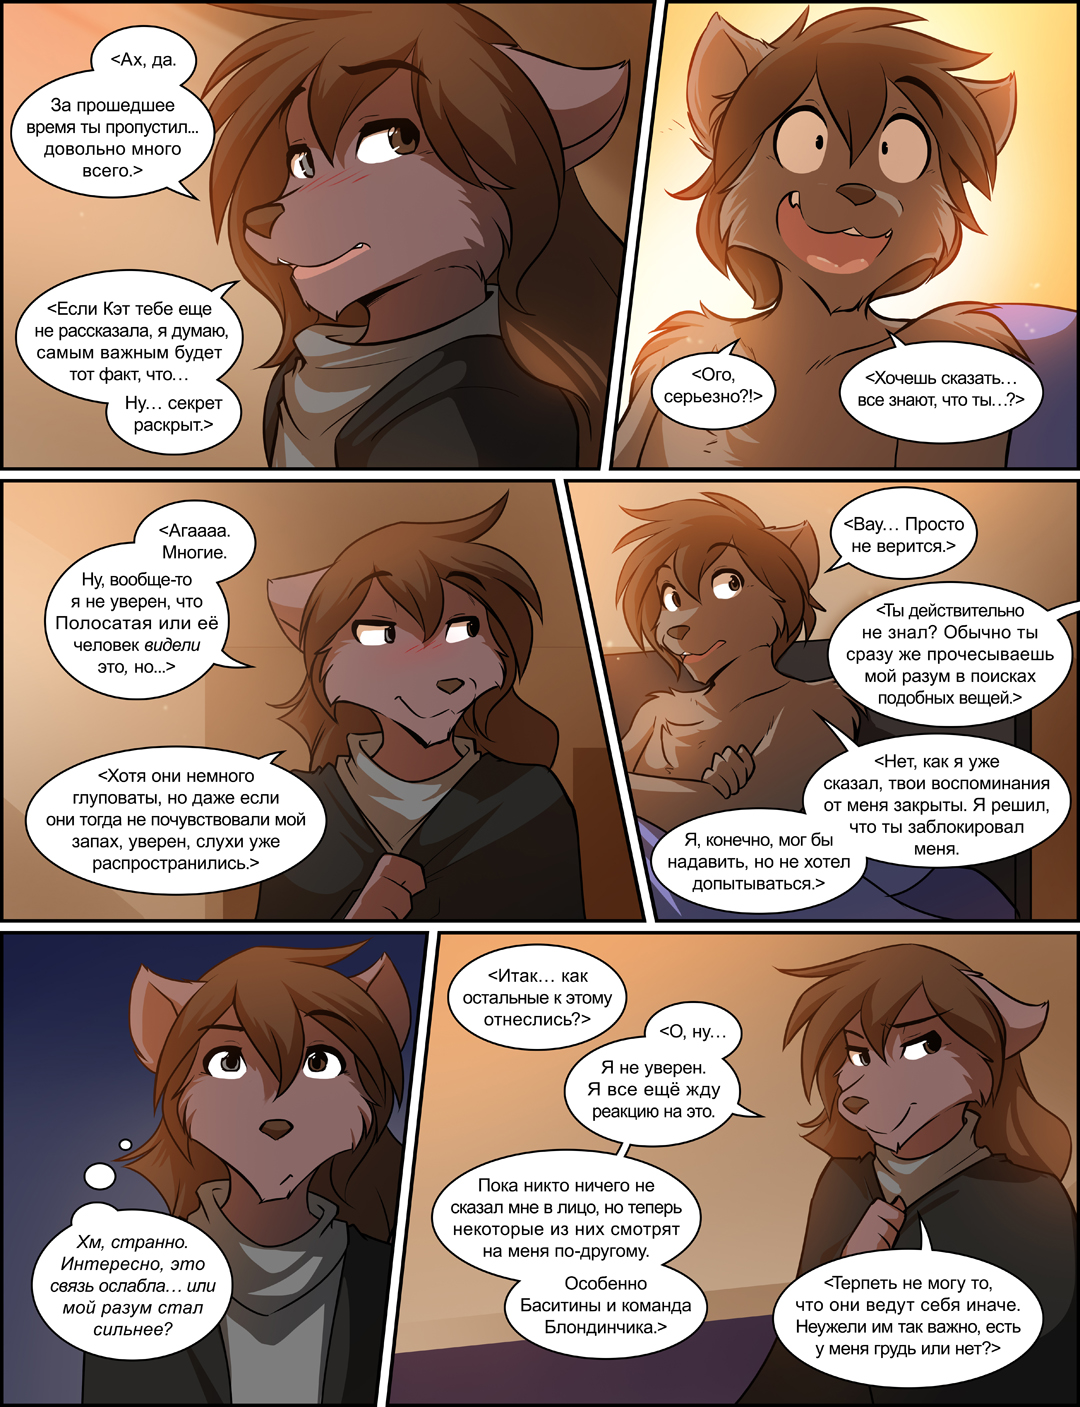 <Ах, да.
За прошедшее
время ты пропустил...
довольно много
всего.>
<Если Кэт тебе еще
не рассказала, я думаю,
самым важным будет
тот факт, что...
Ну... секрет
раскрыт.>
<Ого,
серьезно?!>
<Хочешь сказать...
все знают, что ты...?>
<Агаааа.
Многие.
Ну, вообще-то
я не уверен, что
Полосатая или её
человек видели
это, но...>
<Хотя они немного
глуповаты, но даже если
они тогда не почувствовали мой
запах, уверен, слухи уже
распространились.>
<Вау... Просто
не верится.>
<Ты действительно
не знал? Обычно ты
сразу же прочесываешь
мой разум в поисках
подобных вещей.>
<Нет, как я уже
сказал, твои воспоминания
от меня закрыты. Я решил,
что ты заблокировал
меня.
Я, конечно, мог бы
надавить, но не хотел
допытываться.>
Хм, странно.
Интересно, это
связь ослабла... или
мой разум стал
сильнее?
<Итак... как
остальные к этому
отнеслись?>
<О, ну...
Я не уверен.
Я все ещё жду
реакцию на это.
Пока никто ничего не
сказал мне в лицо, но теперь
некоторые из них смотрят
на меня по-другому.
Особенно
Баситины и команда
Блондинчика.>
<Терпеть не могу то,
что они ведут себя иначе.
Неужели им так важно, есть
у меня грудь или нет?>